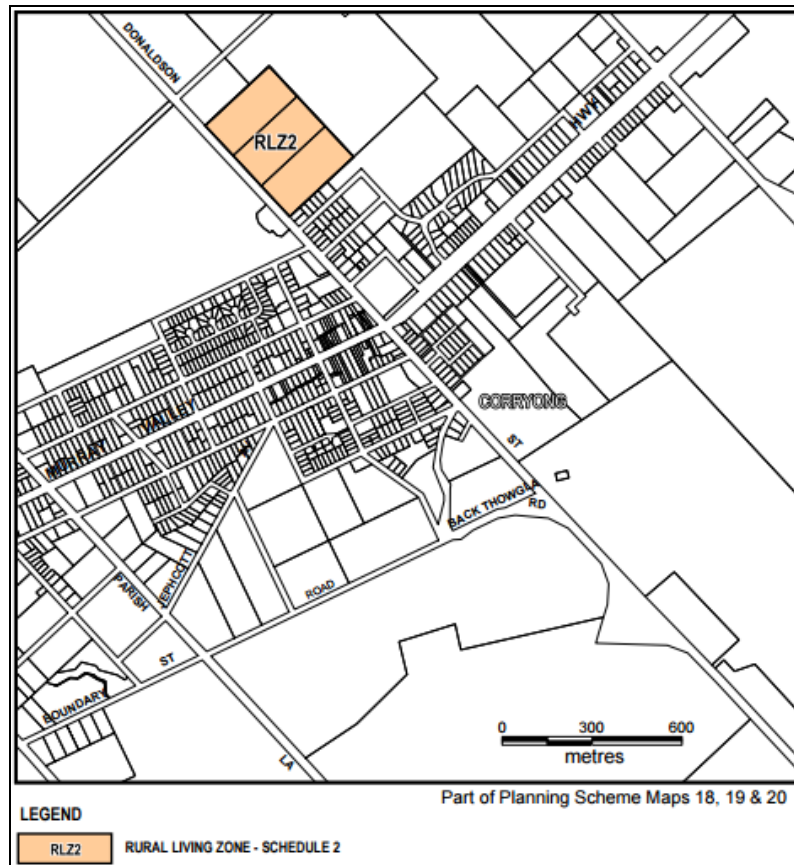 DONALDSON
HWY
RLZ2
CORRYONG
MURRAY VALLEY
ST
BACK THOWGLA
RD
JEPHCOTT
PARISH
ROAD
ST
BOUNDARY
LA
0 300 600
metres
Part of Planning Scheme Maps 18, 19 & 20
LEGEND
RLZ2 RURAL LIVING ZONE - SCHEDULE 2